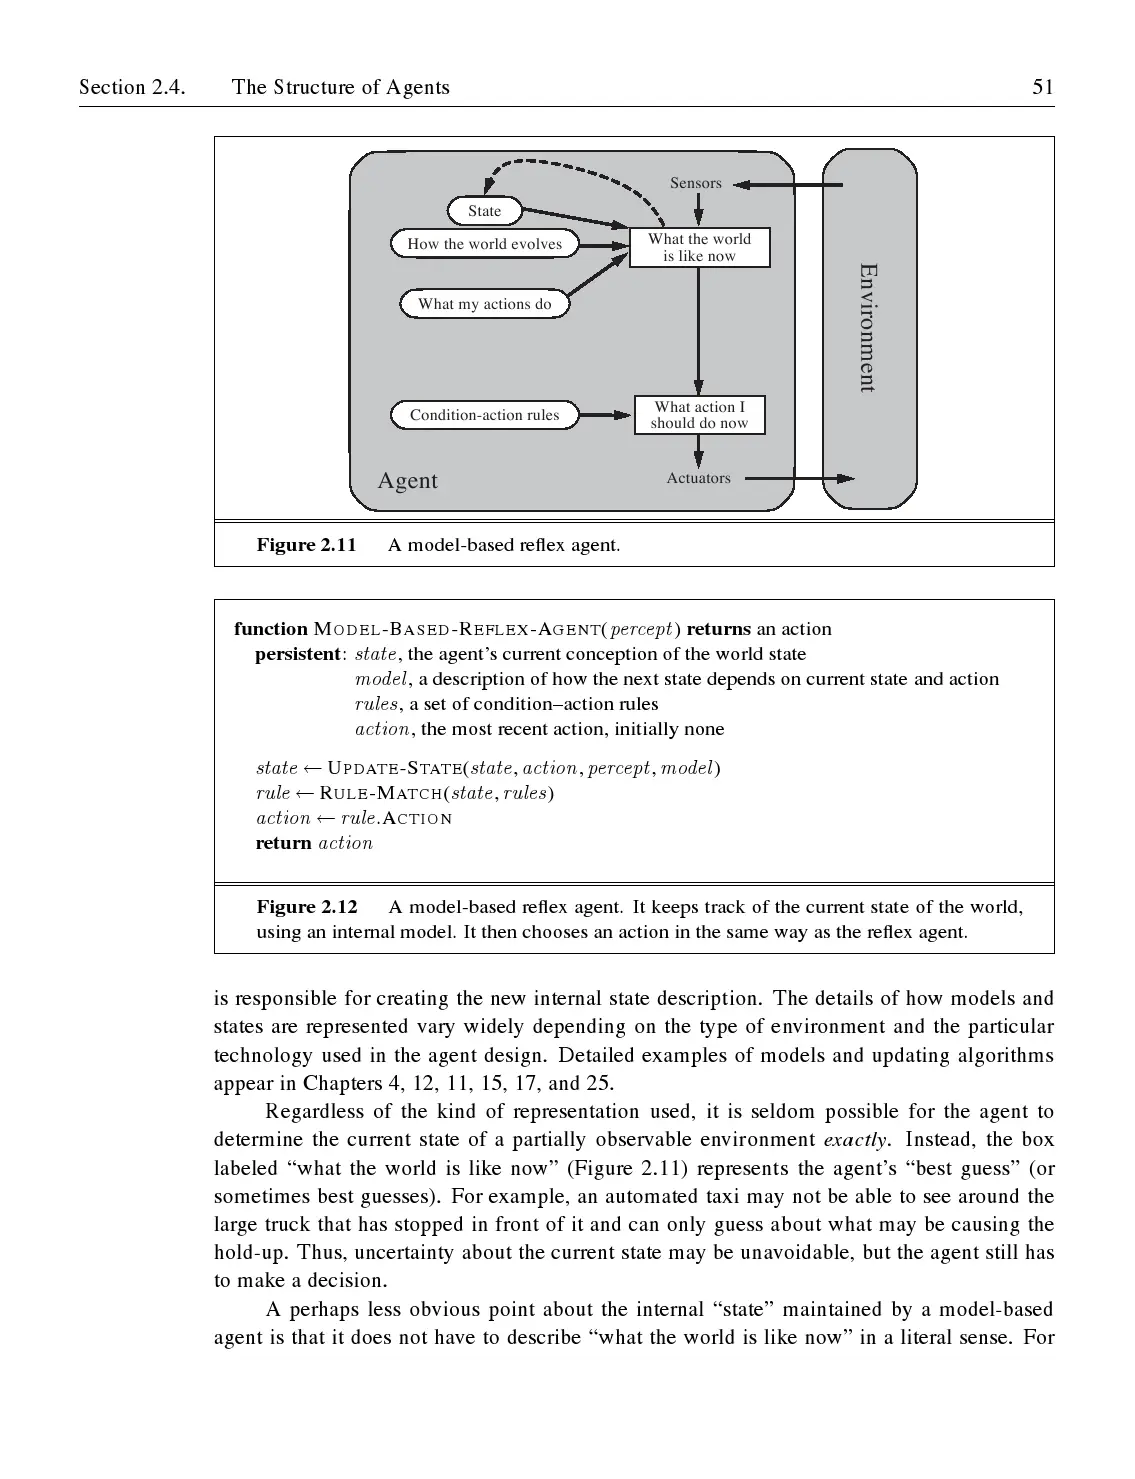 Section 2.4. The Structure of Agents 51
Sensors
State
How the world evolves
What the world
is like now
What my actions do
Environment
Condition-action rules
What action I
should do now
Agent
Actuators
Figure 2.11 A model-based reflex agent.
function MODEL-BASED-REFLEX-AGENT(percept) returns an action
persistent: state, the agent’s current conception of the world state
model, a description of how the next state depends on current state and action
rules, a set of condition–action rules
action, the most recent action, initially none
state ← UPDATE-STATE(state, action, percept, model)
rule ← RULE-MATCH(state, rules)
action ← rule.ACTION
return action
Figure 2.12 A model-based reflex agent. It keeps track of the current state of the world,
using an internal model. It then chooses an action in the same way as the reflex agent.
is responsible for creating the new internal state description. The details of how models and
states are represented vary widely depending on the type of environment and the particular
technology used in the agent design. Detailed examples of models and updating algorithms
appear in Chapters 4, 12, 11, 15, 17, and 25.
Regardless of the kind of representation used, it is seldom possible for the agent to
determine the current state of a partially observable environment exactly. Instead, the box
labeled “what the world is like now” (Figure 2.11) represents the agent’s “best guess” (or
sometimes best guesses). For example, an automated taxi may not be able to see around the
large truck that has stopped in front of it and can only guess about what may be causing the
hold-up. Thus, uncertainty about the current state may be unavoidable, but the agent still has
to make a decision.
A perhaps less obvious point about the internal “state” maintained by a model-based
agent is that it does not have to describe “what the world is like now” in a literal sense. For